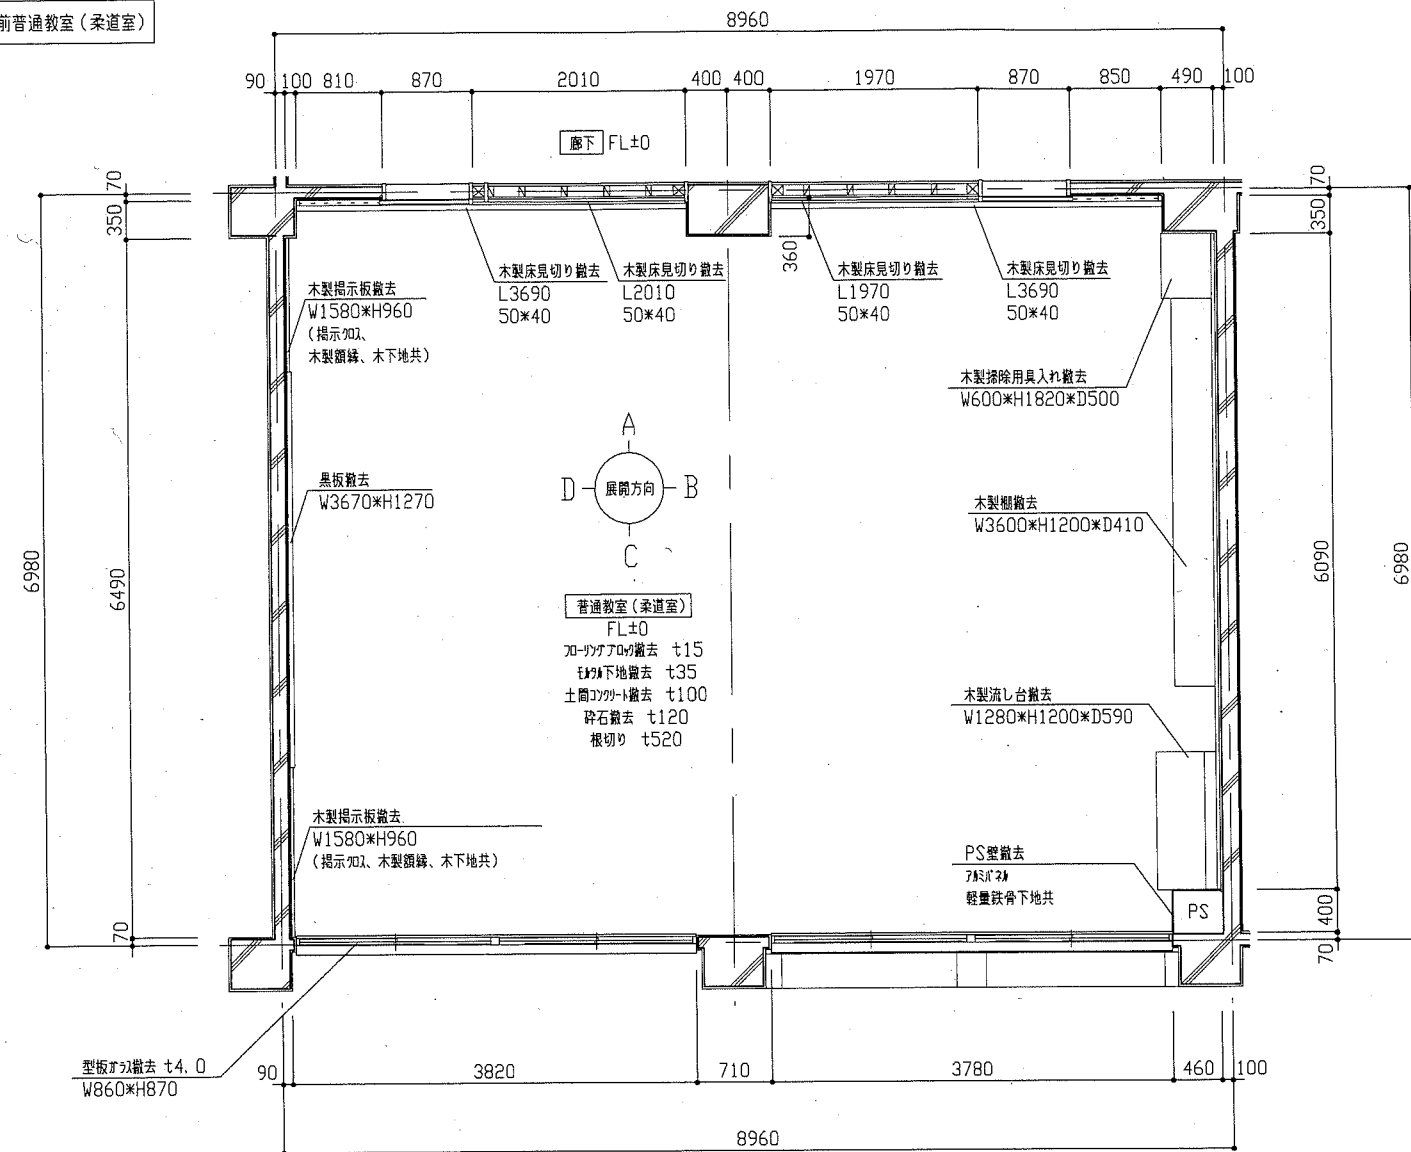 前普通教室（柔道室）
8960
90 100 810 870 2010 400 400 1970 870 850 490 100
廊下 FL±0
70
350
70
350
360
木製床見切り撤去
L3690
50*40
木製床見切り撤去
L2010
50*40
木製床見切り撤去
L1970
50*40
木製床見切り撤去
L3690
50*40
木製掲示板撤去
W1580*H960
(掲示クロス、
木製額縁、木下地共)
木製掃除用具入れ撤去
W600*H1820*D500
黒板撤去
W3670*H1270
A
D 展開方向 B
C
木製棚撤去
W3600*H1200*D410
6980
6490
6090
6980
普通教室（柔道室）
FL±0
フローリングブロック撤去 t15
モルタル下地撤去 t35
土間コンクリート撤去 t100
砕石撤去 t120
根切り t520
木製流し台撤去
W1280*H1200*D590
木製掲示板撤去
W1580*H960
(掲示クロス、木製額縁、木下地共)
PS壁撤去
アルミパネル
軽量鉄骨下地共
PS
400
70
70
型板ガラス撤去 t4.0
W860*H870
90 3820 710 3780 460 100
8960